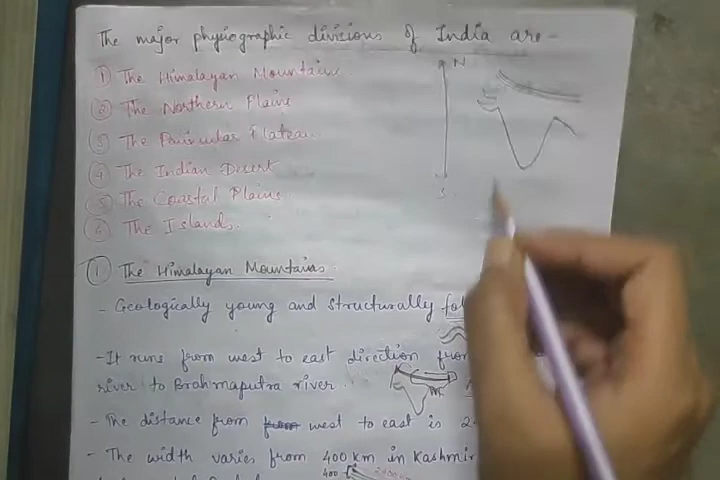 The major physiographic divisions of India are-
N
① The Himalayan Mountains.
② The Northern Plains
③ The Peninsular Plateau.
④ The Indian Desert
⑤ The Coastal Plains
⑥ The Islands.
S
① The Himalayan Mountains.
- Geologically young and structurally
- It runs from west to east direction
river to Brahmaputra river.
- The distance from from west to east is
- The width varies from 400 km in Kashmir
400